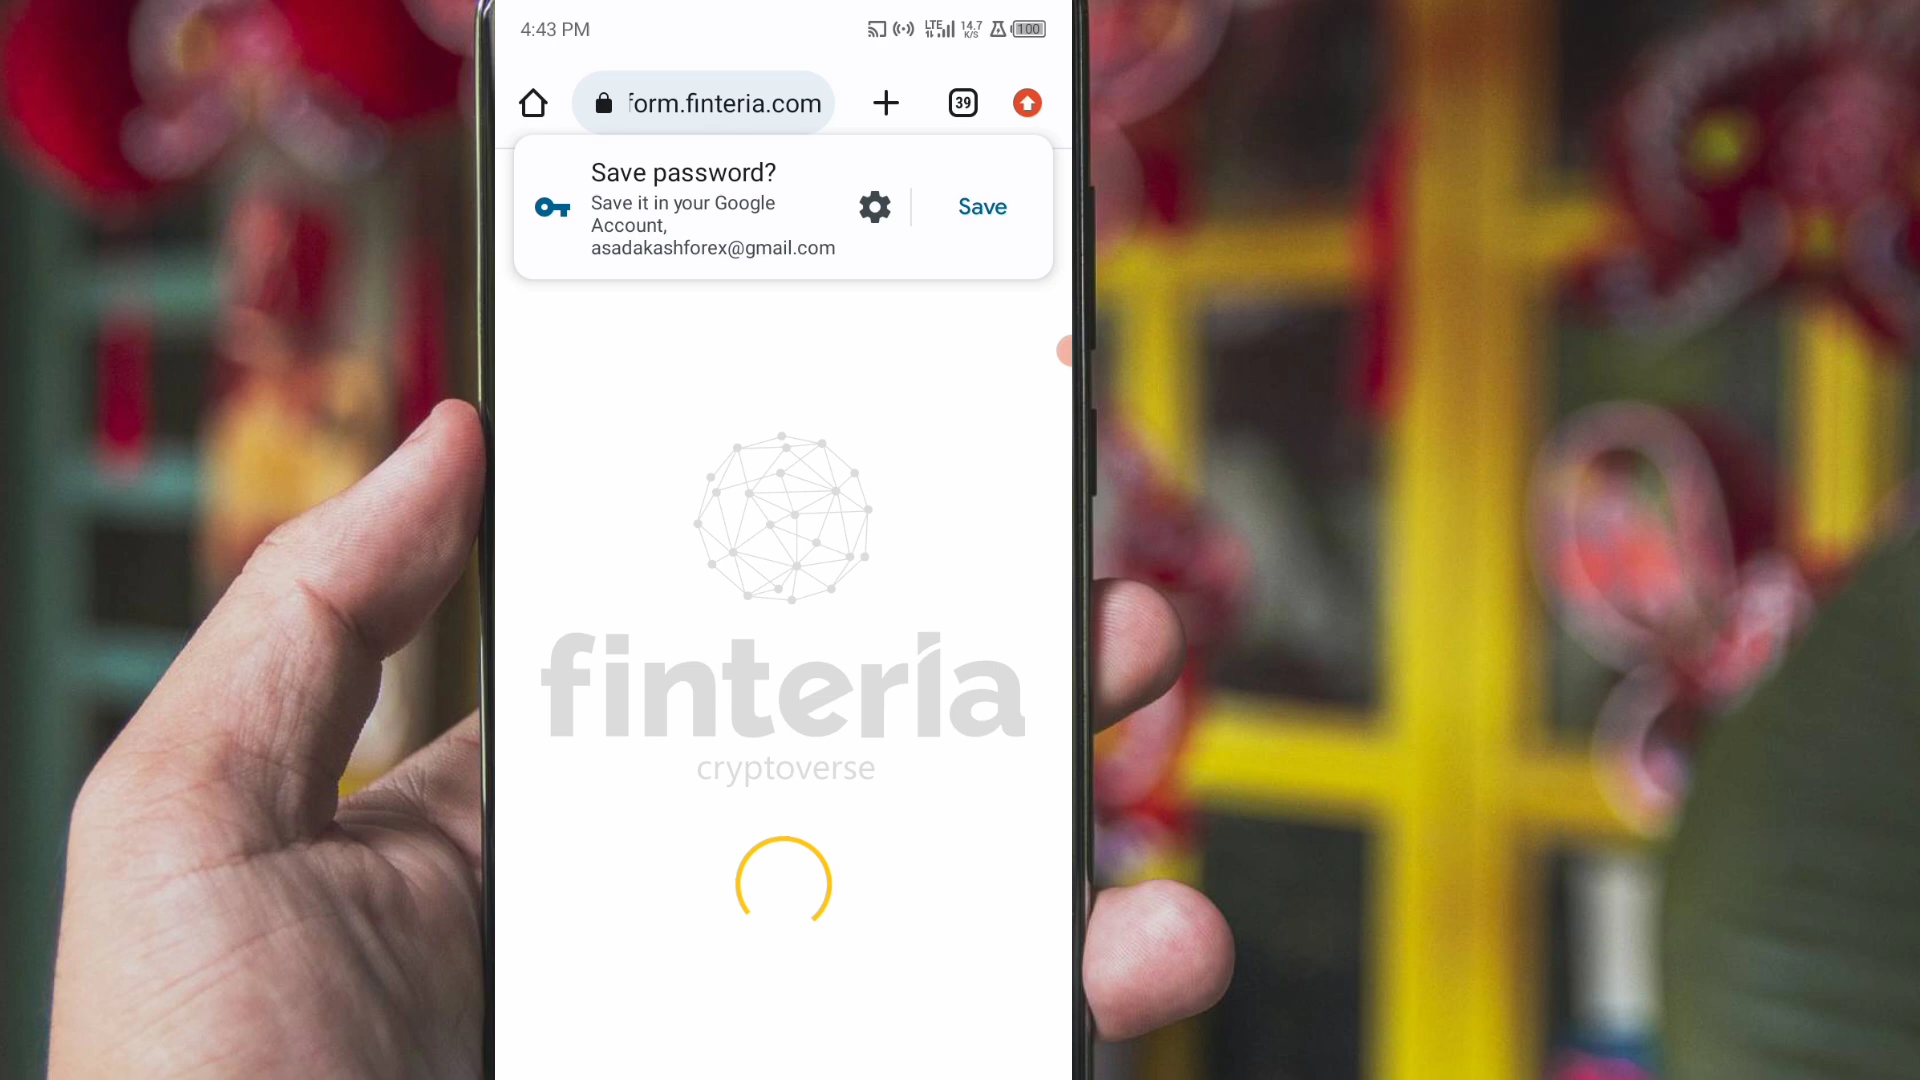 4:43 PM
LTE
14.7
K/S
100
form.finteria.com
39
Save password?
Save it in your Google
Account,
asadakashforex@gmail.com
Save
finteria
cryptoverse